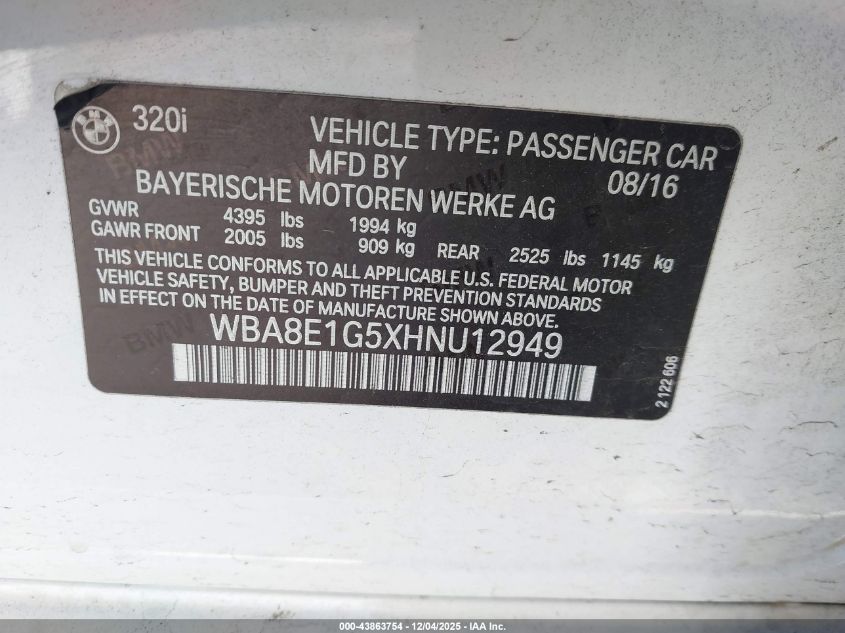 BMW 320i
VEHICLE TYPE: PASSENGER CAR
MFD BY 08/16
BAYERISCHE MOTOREN WERKE AG
GVWR 4395 lbs 1994 kg
GAWR FRONT 2005 lbs 909 kg REAR 2525 lbs 1145 kg
THIS VEHICLE CONFORMS TO ALL APPLICABLE U.S. FEDERAL MOTOR
VEHICLE SAFETY, BUMPER AND THEFT PREVENTION STANDARDS
IN EFFECT ON THE DATE OF MANUFACTURE SHOWN ABOVE.
WBA8E1G5XHNU12949
2 122 606
000-43863754 - 12/04/2025 - IAA Inc.